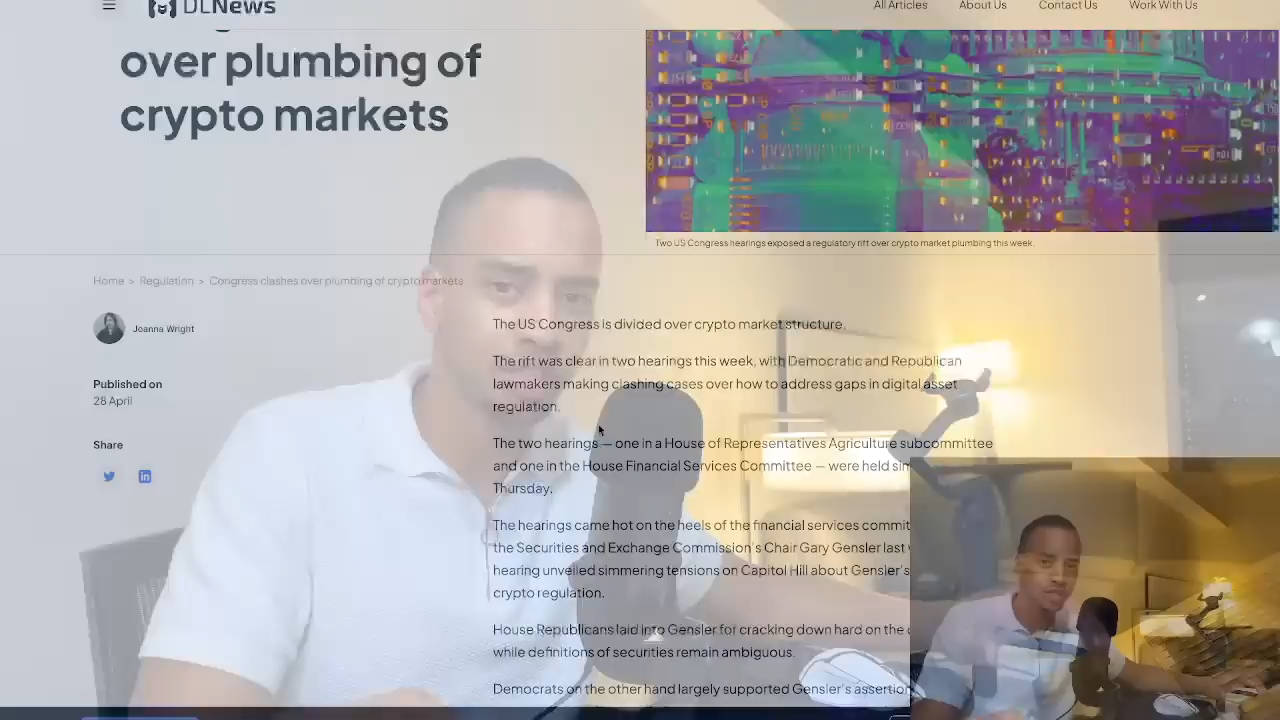 DLNews
All Articles
About Us
Contact Us
Work With Us
over plumbing of
crypto markets
Two US Congress hearings exposed a regulatory rift over crypto market plumbing this week.
Home > Regulation > Congress clashes over plumbing of crypto markets
Joanna Wright
Published on
28 April
Share
The US Congress is divided over crypto market structure.
The rift was clear in two hearings this week, with Democratic and Republican
lawmakers making clashing cases over how to address gaps in digital asset
regulation.
The two hearings — one in a House of Representatives Agriculture subcommittee
and one in the House Financial Services Committee — were held sim
Thursday.
The hearings came hot on the heels of the financial services commit
the Securities and Exchange Commission's Chair Gary Gensler last
hearing unveiled simmering tensions on Capitol Hill about Gensler's
crypto regulation.
House Republicans laid into Gensler for cracking down hard on the
while definitions of securities remain ambiguous.
Democrats on the other hand largely supported Gensler's assertion